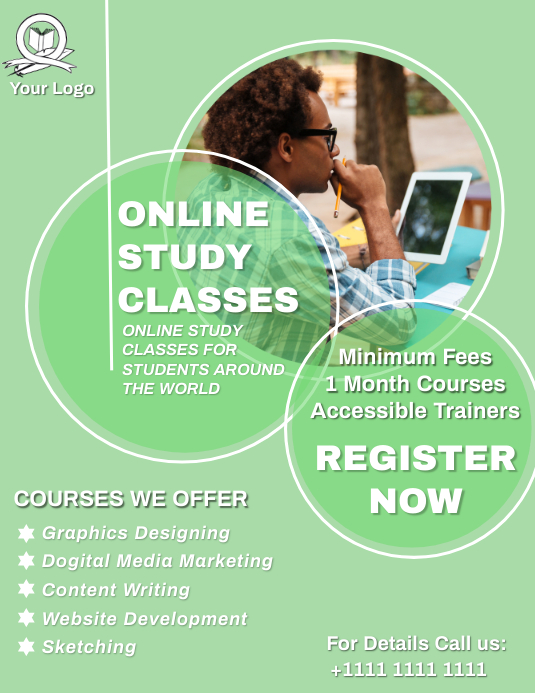 Your Logo
ONLINE
STUDY
CLASSES
ONLINE STUDY
CLASSES FOR
STUDENTS AROUND
THE WORLD
Minimum Fees
1 Month Courses
Accessible Trainers
REGISTER
NOW
COURSES WE OFFER
Graphics Designing
Dogital Media Marketing
Content Writing
Website Development
Sketching
For Details Call us:
+1111 1111 1111